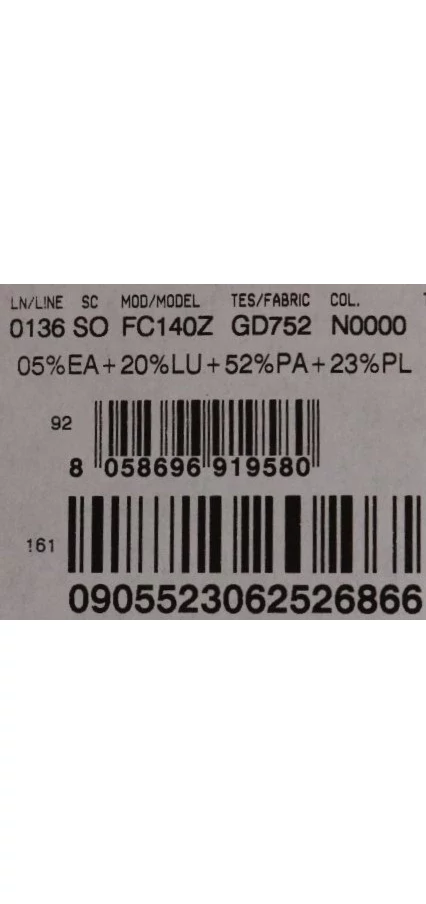 LN/LINE SC MOD/MODEL TES/FABRIC COL.
0136 SO FC140Z GD752 N0000
05%EA+20%LU+52%PA+23%PL
92
8 058696 919580
161
0905523062526866